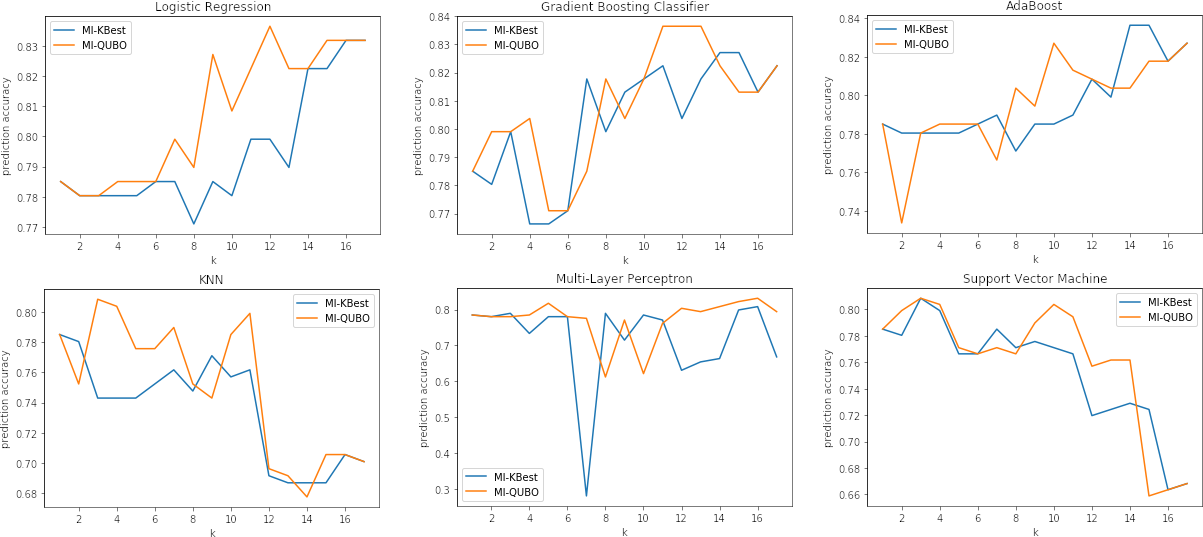 Logistic Regression
MI-KBest
MI-QUBO
prediction accuracy
0.83
0.82
0.81
0.80
0.79
0.78
0.77
2 4 6 8 10 12 14 16
k
Gradient Boosting Classifier
MI-KBest
MI-QUBO
prediction accuracy
0.84
0.83
0.82
0.81
0.80
0.79
0.78
0.77
2 4 6 8 10 12 14 16
k
AdaBoost
MI-KBest
MI-QUBO
prediction accuracy
0.84
0.82
0.80
0.78
0.76
0.74
2 4 6 8 10 12 14 16
k
KNN
MI-KBest
MI-QUBO
prediction accuracy
0.80
0.78
0.76
0.74
0.72
0.70
0.68
2 4 6 8 10 12 14 16
k
Multi-Layer Perceptron
MI-KBest
MI-QUBO
prediction accuracy
0.8
0.7
0.6
0.5
0.4
0.3
2 4 6 8 10 12 14 16
k
Support Vector Machine
MI-KBest
MI-QUBO
prediction accuracy
0.80
0.78
0.76
0.74
0.72
0.70
0.68
0.66
2 4 6 8 10 12 14 16
k